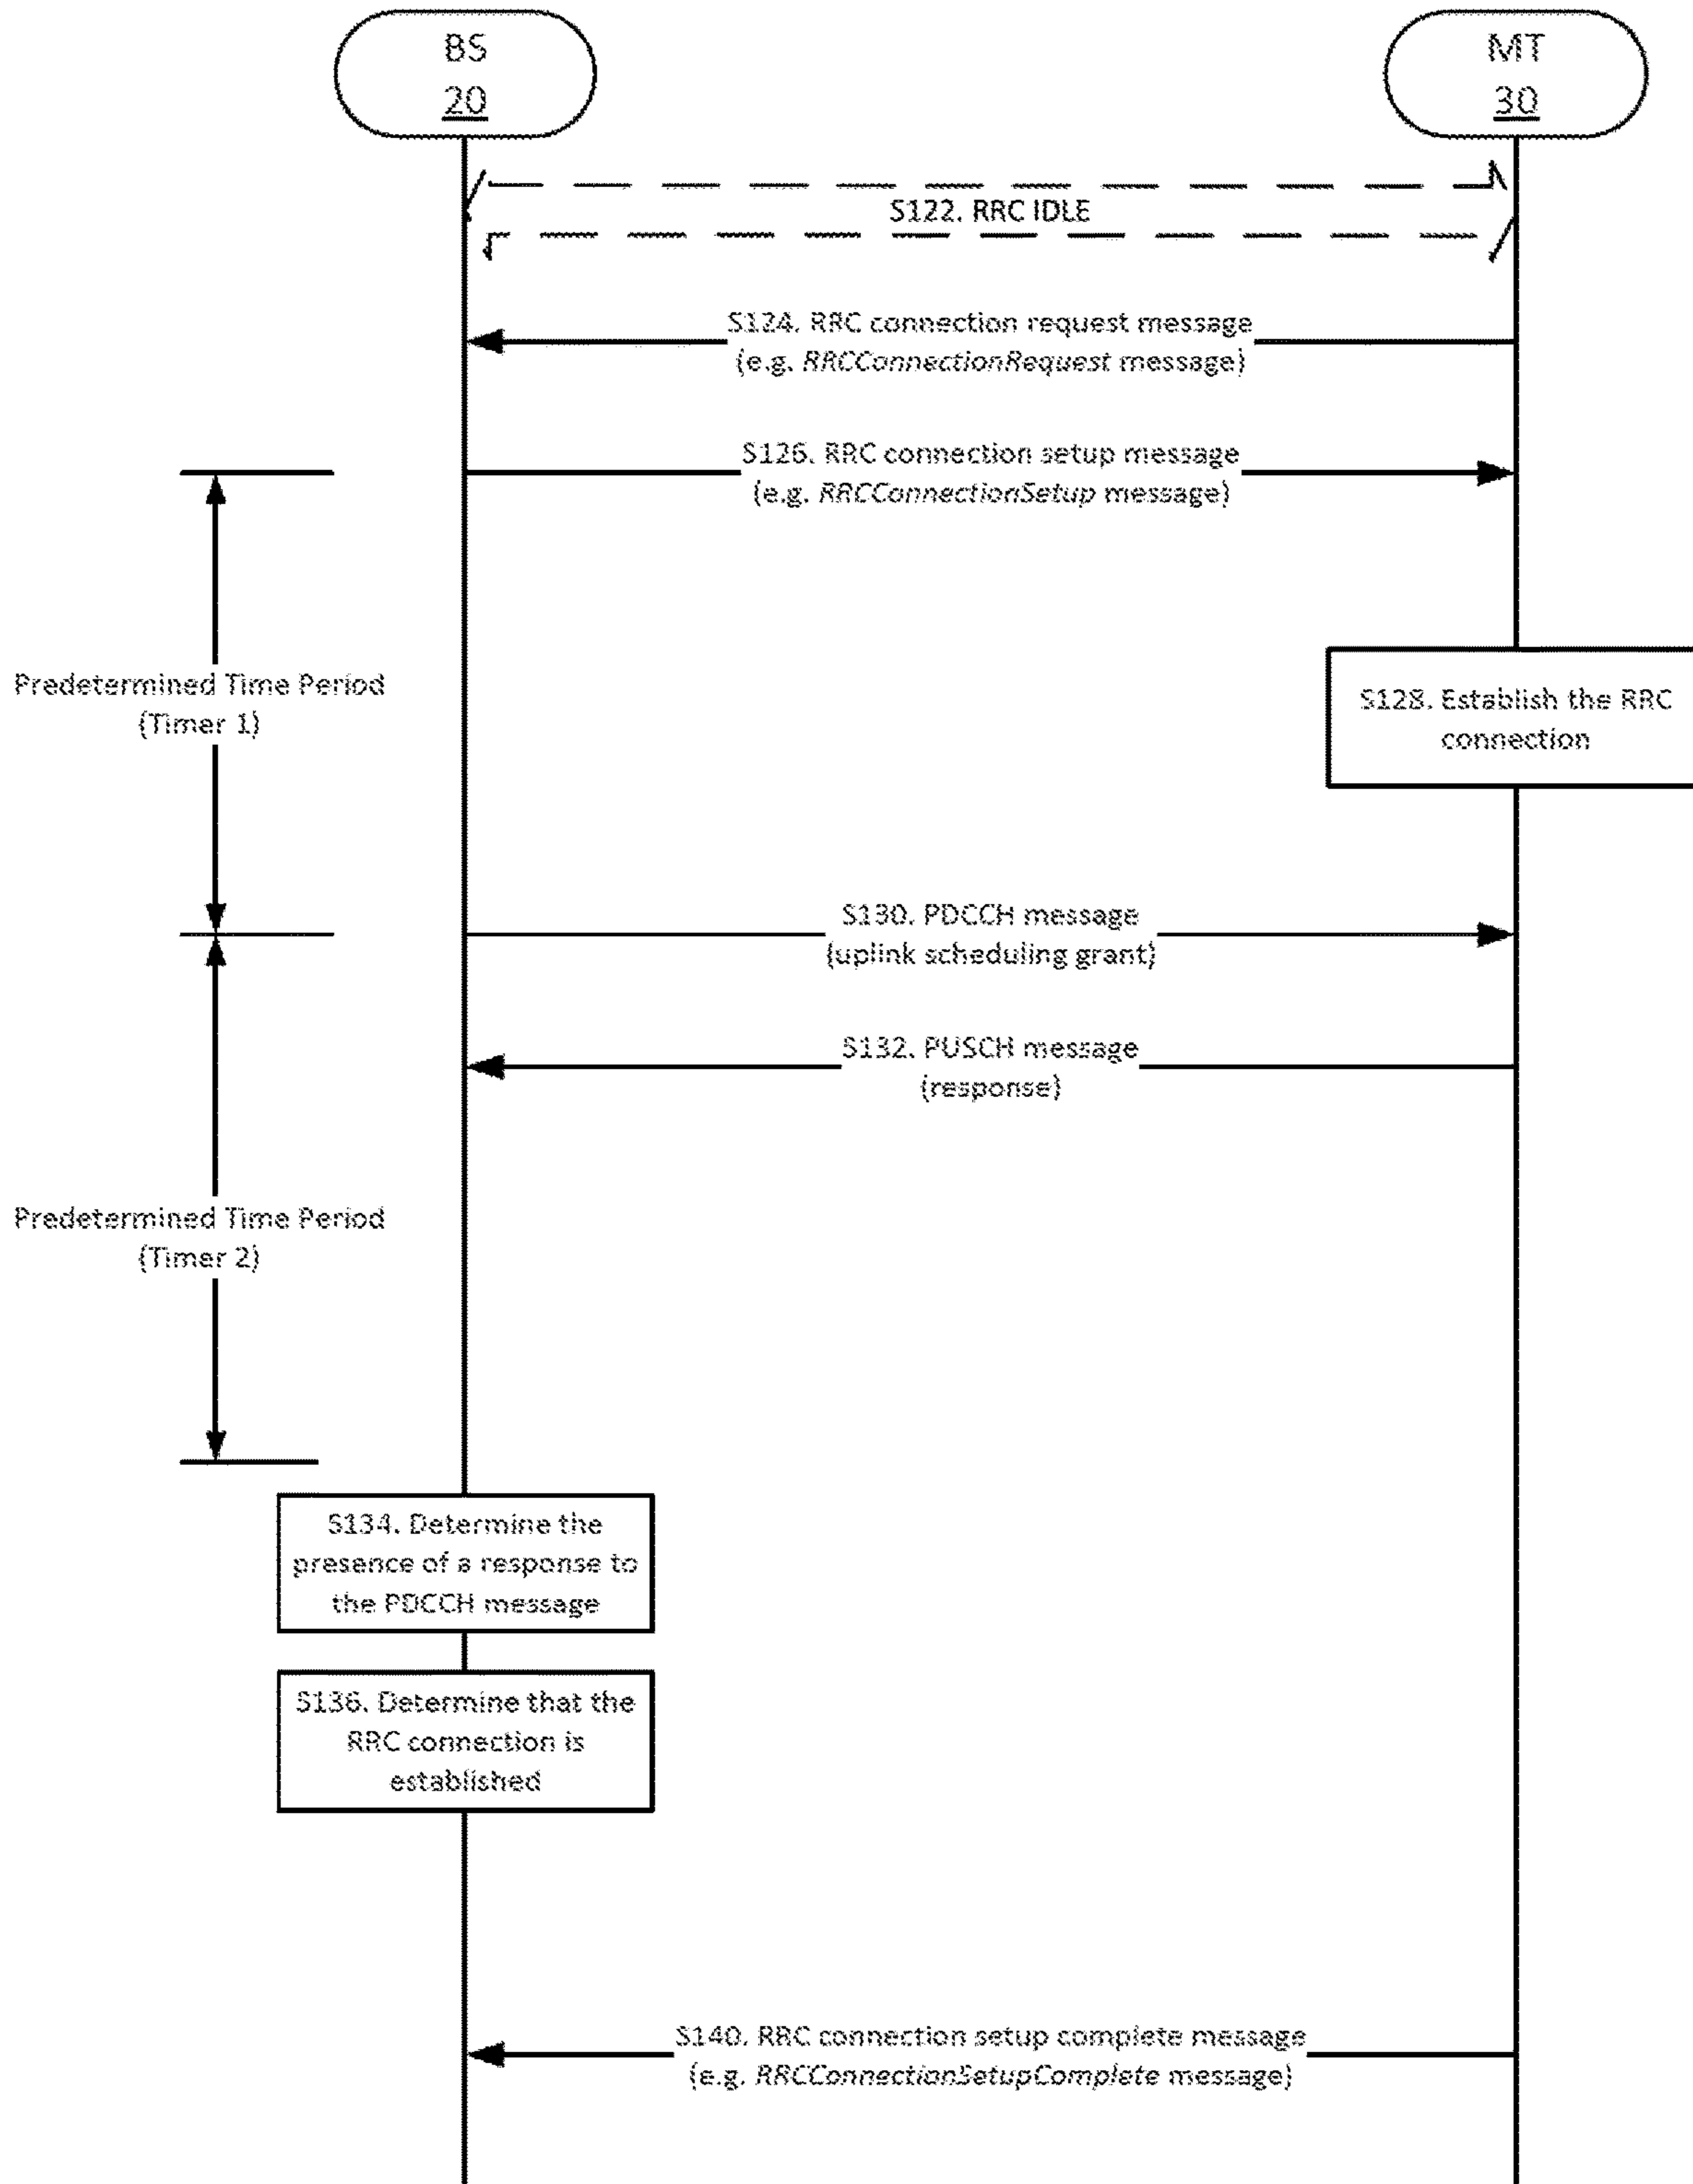 BS
20
MT
30
S122. RRC IDLE
S124. RRC connection request message
(e.g. RRCConnectionRequest message)
S126. RRC connection setup message
(e.g. RRCConnectionSetup message)
Predetermined Time Period
(Timer 1)
S128. Establish the RRC
connection
S130. PDCCH message
(uplink scheduling grant)
S132. PUSCH message
(response)
Predetermined Time Period
(Timer 2)
S134. Determine the
presence of a response to
the PDCCH message
S136. Determine that the
RRC connection is
established
S140. RRC connection setup complete message
(e.g. RRCConnectionSetupComplete message)